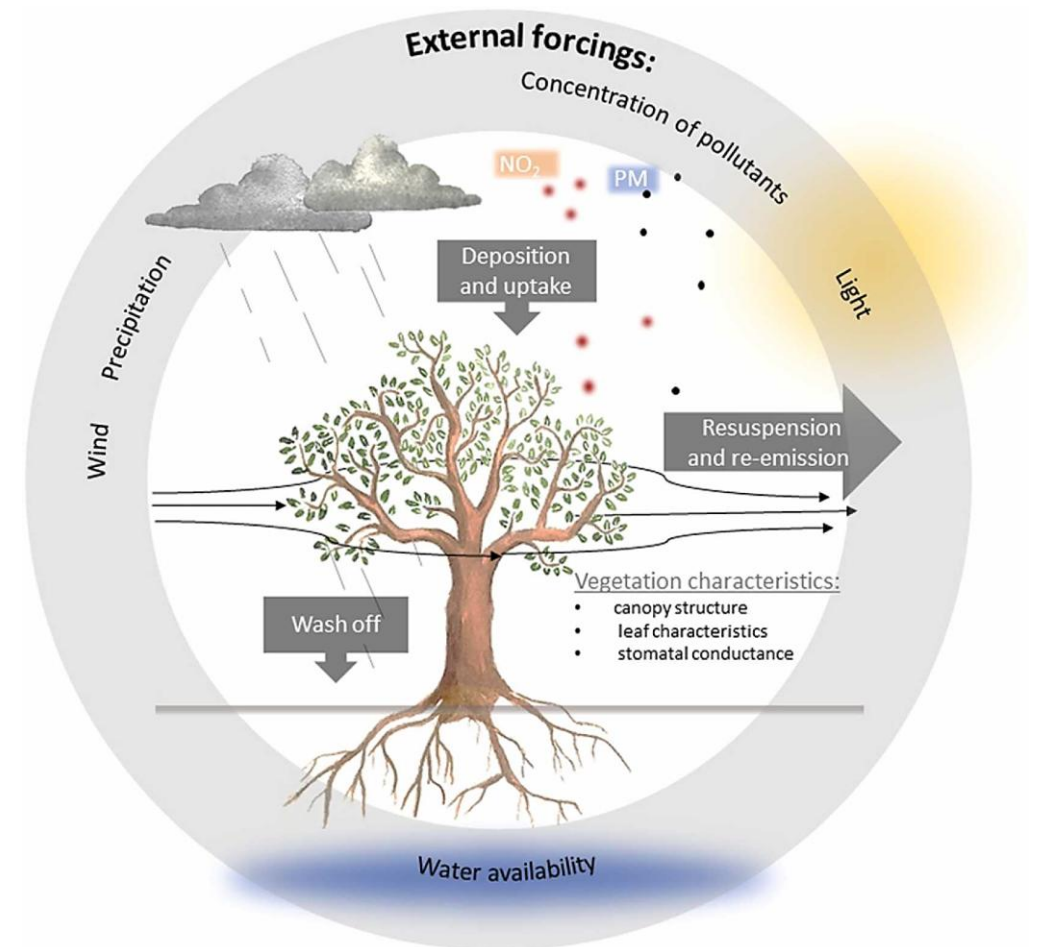 External forcings:
Concentration of pollutants
NO₂
PM
Deposition
and uptake
Precipitation
Light
Wind
Resuspension
and re-emission
Vegetation characteristics:
• canopy structure
• leaf characteristics
• stomatal conductance
Wash off
Water availability